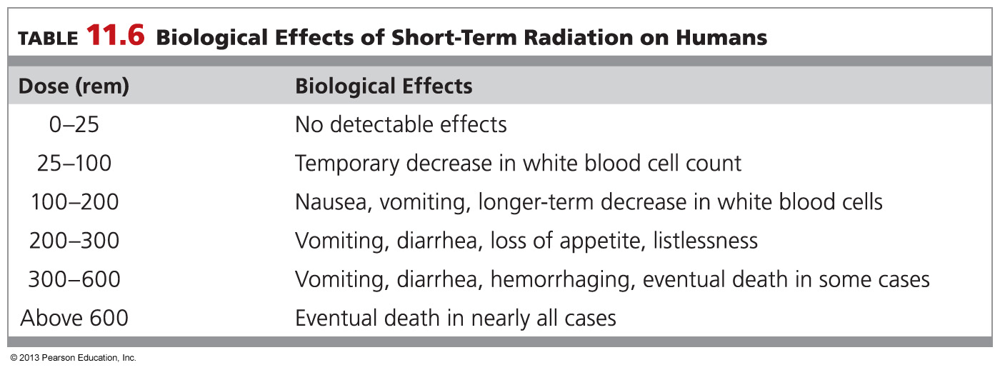 TABLE 11.6 Biological Effects of Short-Term Radiation on Humans
Dose (rem) Biological Effects
0–25 No detectable effects
25–100 Temporary decrease in white blood cell count
100–200 Nausea, vomiting, longer-term decrease in white blood cells
200–300 Vomiting, diarrhea, loss of appetite, listlessness
300–600 Vomiting, diarrhea, hemorrhaging, eventual death in some cases
Above 600 Eventual death in nearly all cases
© 2013 Pearson Education, Inc.